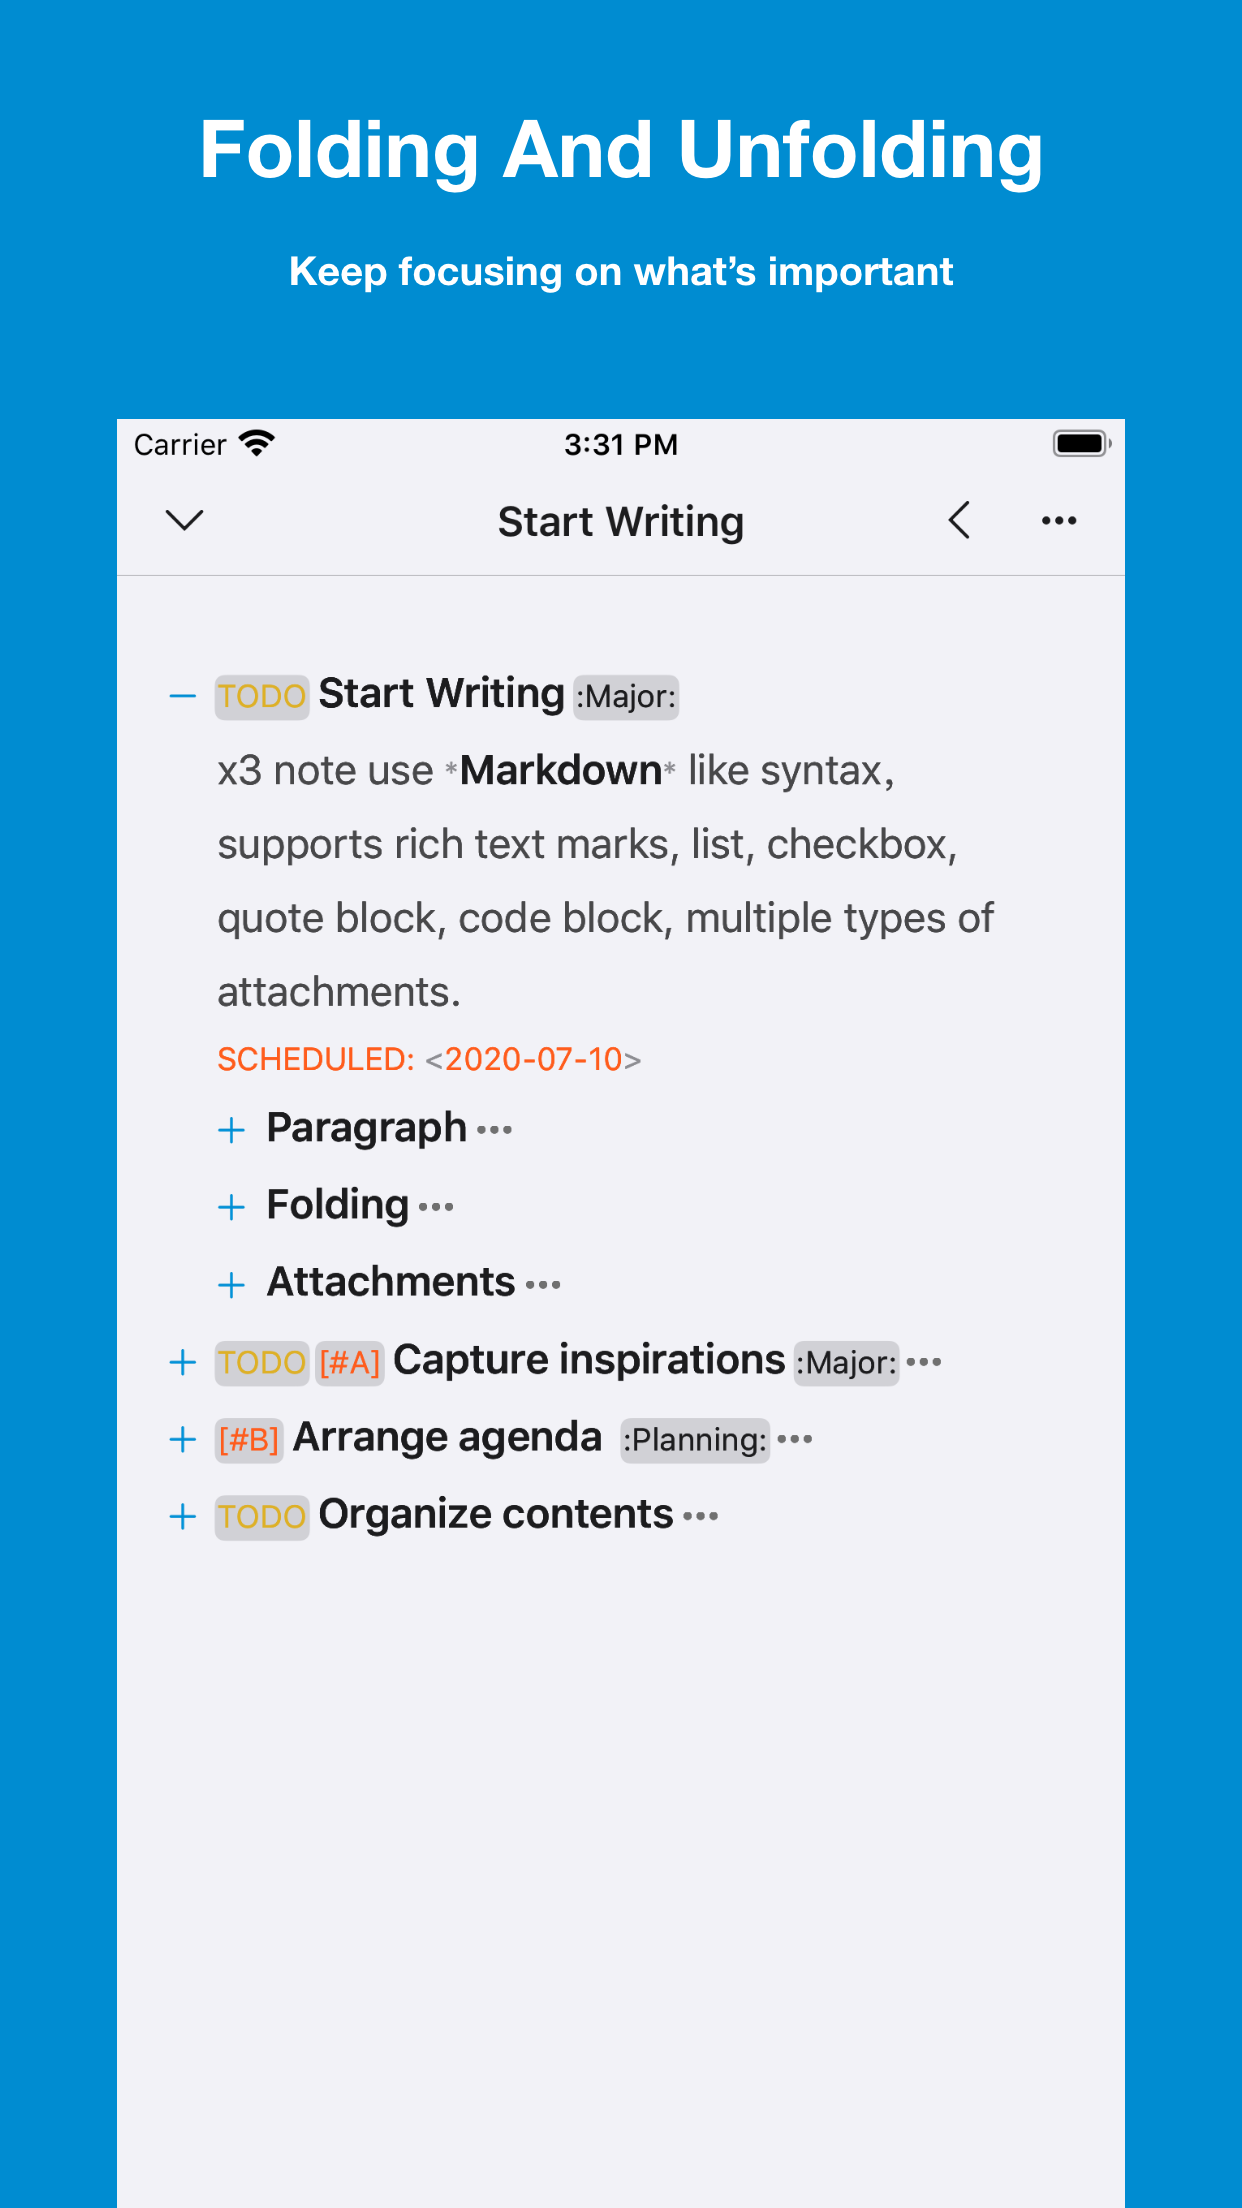 Folding And Unfolding
Keep focusing on what’s important
Carrier 3:31 PM
Start Writing
TODO Start Writing :Major:
x3 note use *Markdown* like syntax,
supports rich text marks, list, checkbox,
quote block, code block, multiple types of
attachments.
SCHEDULED: <2020-07-10>
+ Paragraph •••
+ Folding •••
+ Attachments •••
+ TODO [#A] Capture inspirations :Major: •••
+ [#B] Arrange agenda :Planning: •••
+ TODO Organize contents •••